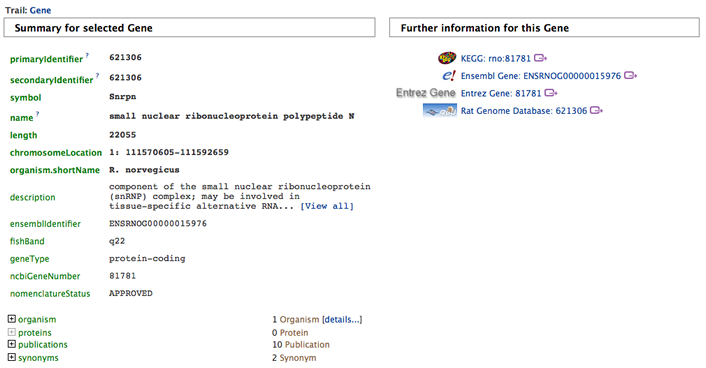 Trail: Gene
Summary for selected Gene
primaryIdentifier ? 621306
secondaryIdentifier ? 621306
symbol Snrpn
name ? small nuclear ribonucleoprotein polypeptide N
length 22055
chromosomeLocation 1: 111570605-111592659
organism.shortName R. norvegicus
description component of the small nuclear ribonucleoprotein
(snRNP) complex; may be involved in
tissue-specific alternative RNA... [View all]
ensemblIdentifier ENSRNOG00000015976
fishBand q22
geneType protein-coding
ncbiGeneNumber 81781
nomenclatureStatus APPROVED
organism 1 Organism [details...]
proteins 0 Protein
publications 10 Publication
synonyms 2 Synonym
Further information for this Gene
KEGG: rno:81781
e! Ensembl Gene: ENSRNOG00000015976
Entrez Gene Entrez Gene: 81781
Rat Genome Database: 621306